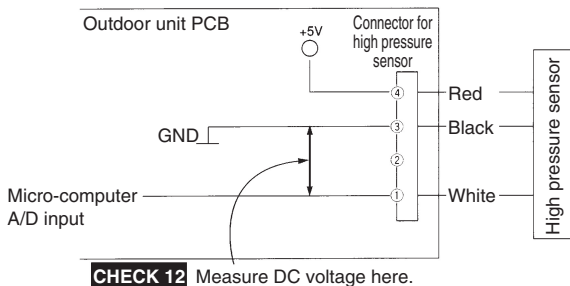 Outdoor unit PCB
+5V
Connector for
high pressure
sensor
④
Red
GND
③
Black
②
Micro-computer
A/D input
①
White
High pressure sensor
CHECK 12 Measure DC voltage here.